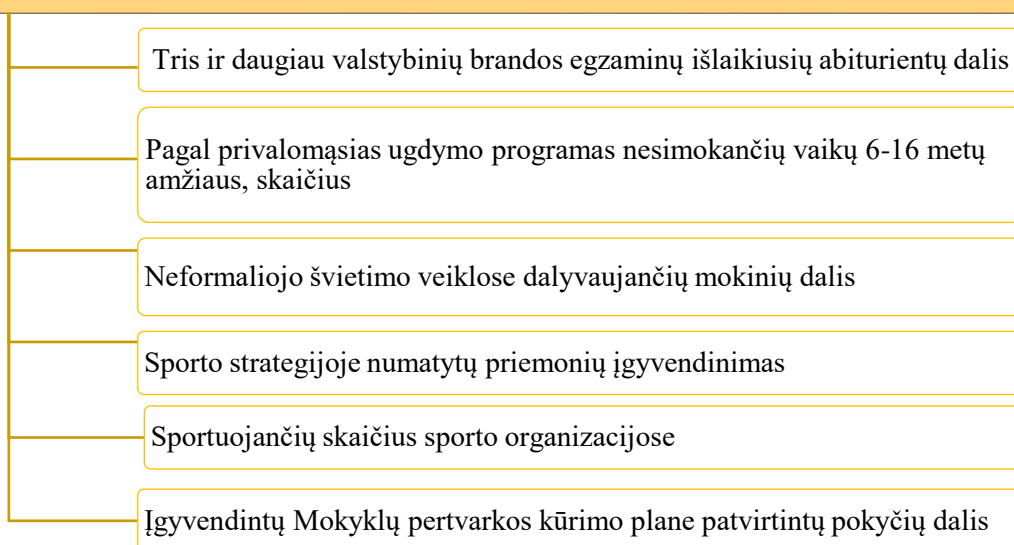 Tris ir daugiau valstybinių brandos egzaminų išlaikiusių abiturientų dalis
Pagal privalomąsias ugdymo programas nesimokančių vaikų 6-16 metų
amžiaus, skaičius
Neformaliojo švietimo veiklose dalyvaujančių mokinių dalis
Sporto strategijoje numatytų priemonių įgyvendinimas
Sportuojančių skaičius sporto organizacijose
Įgyvendintų Mokyklų pertvarkos kūrimo plane patvirtintų pokyčių dalis